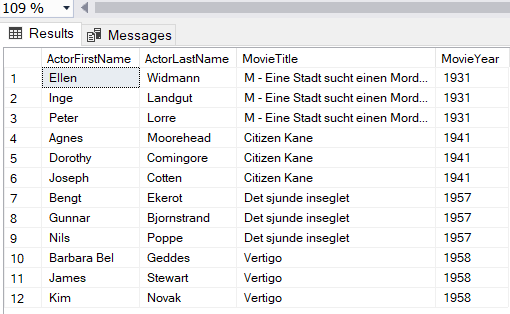 109 %
Results Messages
ActorFirstName ActorLastName MovieTitle MovieYear
1 Ellen Widmann M - Eine Stadt sucht einen Mord... 1931
2 Inge Landgut M - Eine Stadt sucht einen Mord... 1931
3 Peter Lorre M - Eine Stadt sucht einen Mord... 1931
4 Agnes Moorehead Citizen Kane 1941
5 Dorothy Comingore Citizen Kane 1941
6 Joseph Cotten Citizen Kane 1941
7 Bengt Ekerot Det sjunde inseglet 1957
8 Gunnar Bjornstrand Det sjunde inseglet 1957
9 Nils Poppe Det sjunde inseglet 1957
10 Barbara Bel Geddes Vertigo 1958
11 James Stewart Vertigo 1958
12 Kim Novak Vertigo 1958